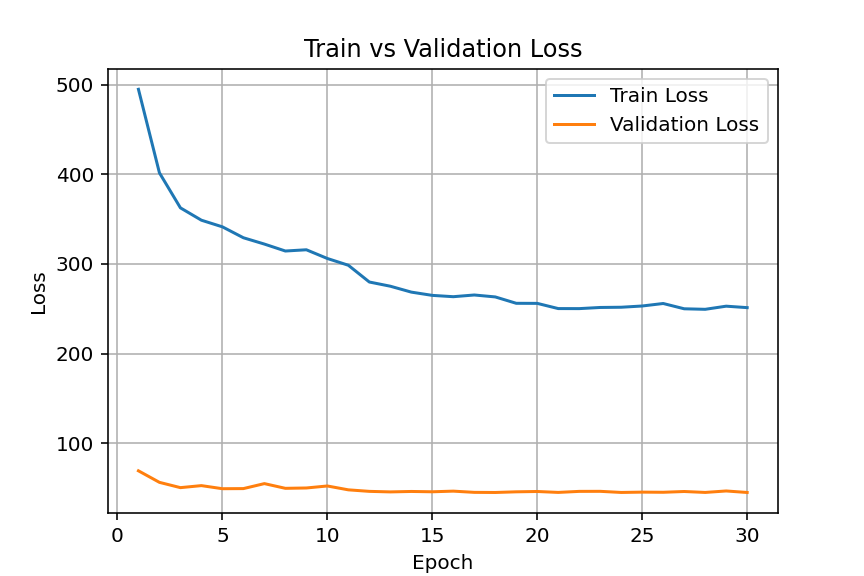 Train vs Validation Loss
Train Loss
Validation Loss
500
400
300
200
100
Loss
0 5 10 15 20 25 30
Epoch